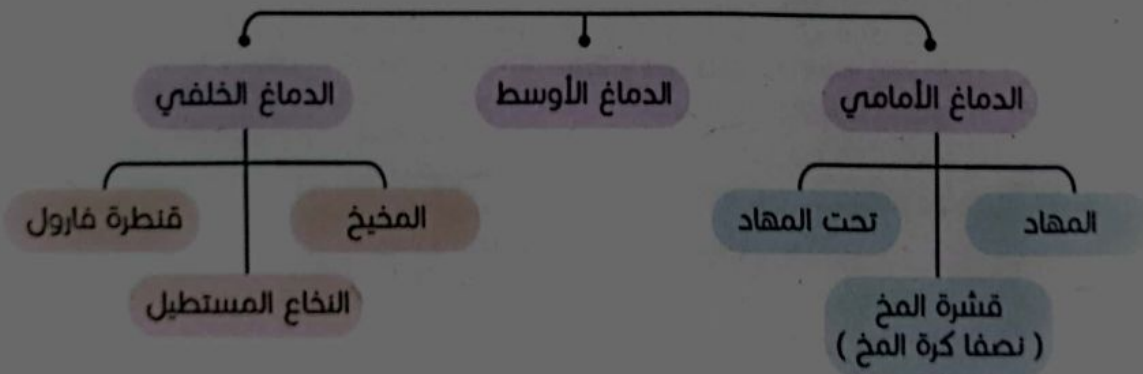 الدماغ الأمامي
الدماغ الأوسط
الدماغ الخلفي
المهاد
تحت المهاد
المخيخ
قنطرة فارول
قشرة المخ
( نصفا كرة المخ )
النخاع المستطيل